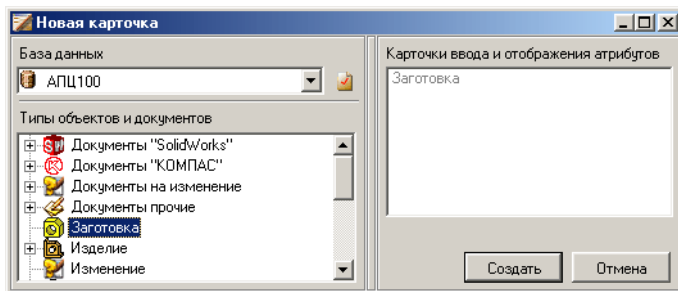 Новая карточка
База данных
АПЦ100
Типы объектов и документов
Документы "SolidWorks"
Документы "КОМПАС"
Документы на изменение
Документы прочие
Заготовка
Изделие
Изменение
Карточки ввода и отображения атрибутов
Заготовка
Создать
Отмена